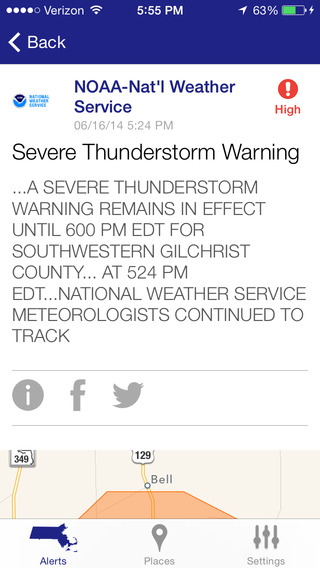 Verizon 5:55 PM 63%
Back
NATIONAL
WEATHER
SERVICE
NOAA-Nat'l Weather
Service
06/16/14 5:24 PM
High
Severe Thunderstorm Warning
...A SEVERE THUNDERSTORM
WARNING REMAINS IN EFFECT
UNTIL 600 PM EDT FOR
SOUTHWESTERN GILCHRIST
COUNTY... AT 524 PM
EDT...NATIONAL WEATHER SERVICE
METEOROLOGISTS CONTINUED TO
TRACK
349
129
Bell
Alerts Places Settings